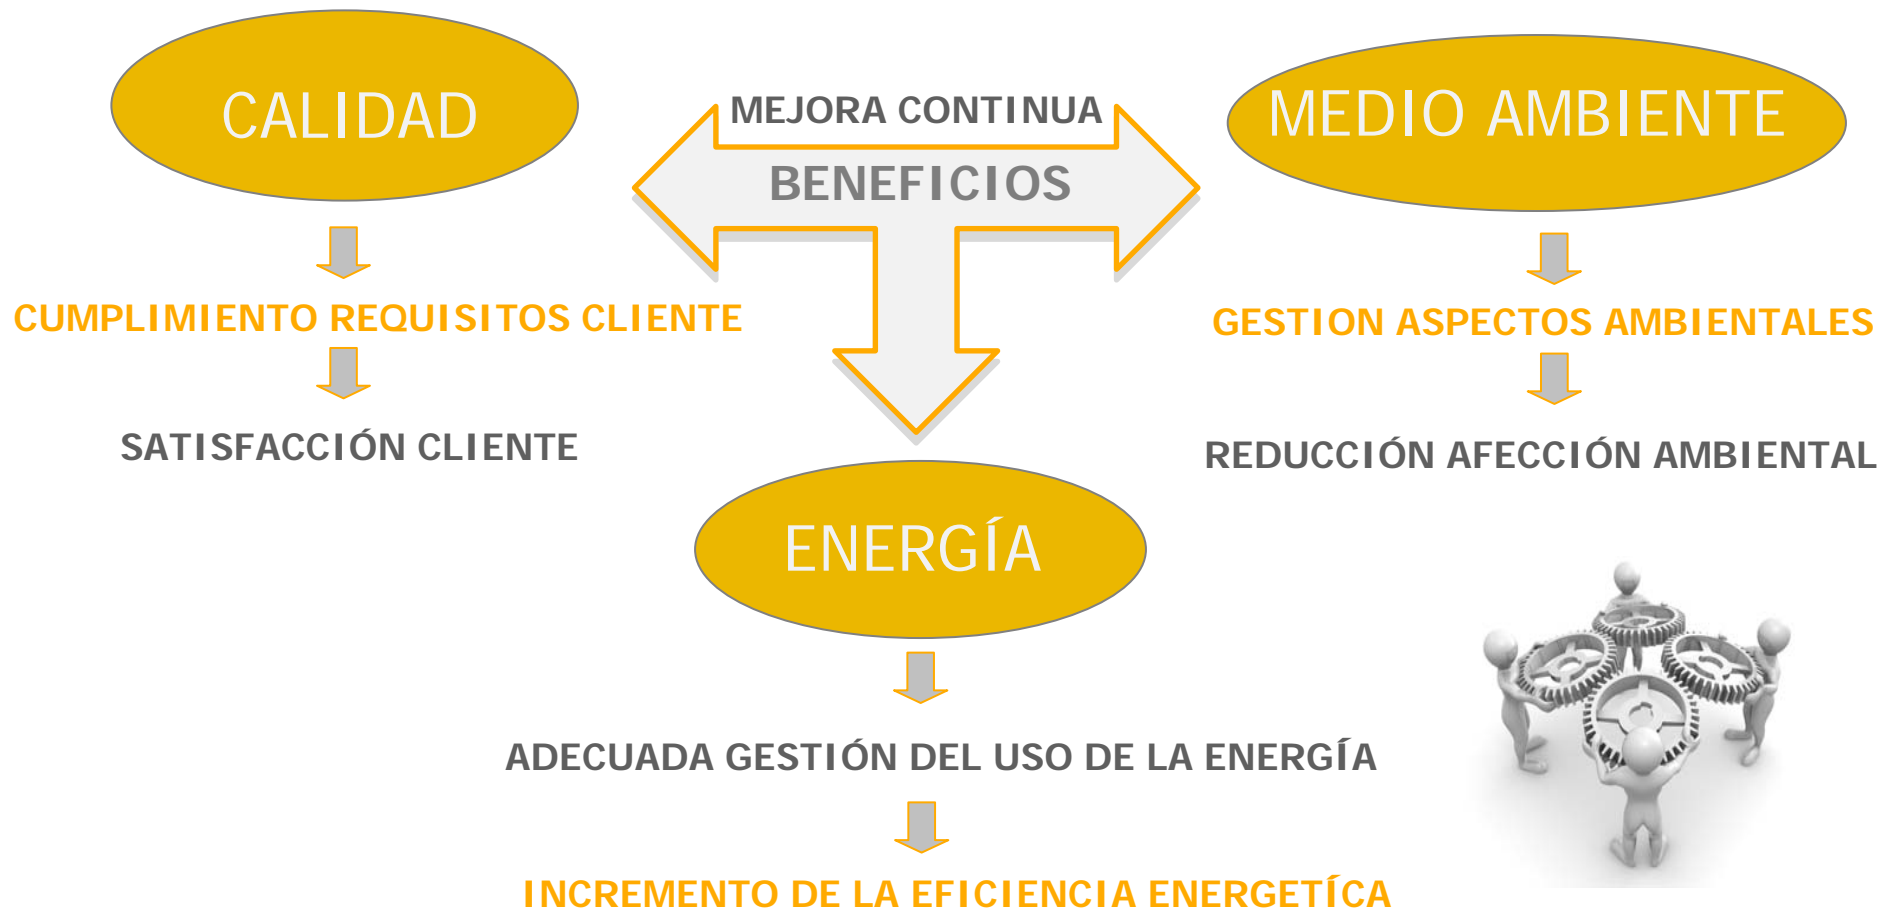 CALIDAD
MEJORA CONTINUA
BENEFICIOS
MEDIO AMBIENTE
CUMPLIMIENTO REQUISITOS CLIENTE
SATISFACCIÓN CLIENTE
GESTION ASPECTOS AMBIENTALES
REDUCCIÓN AFECCIÓN AMBIENTAL
ENERGÍA
ADECUADA GESTIÓN DEL USO DE LA ENERGÍA
INCREMENTO DE LA EFICIENCIA ENERGETÍCA